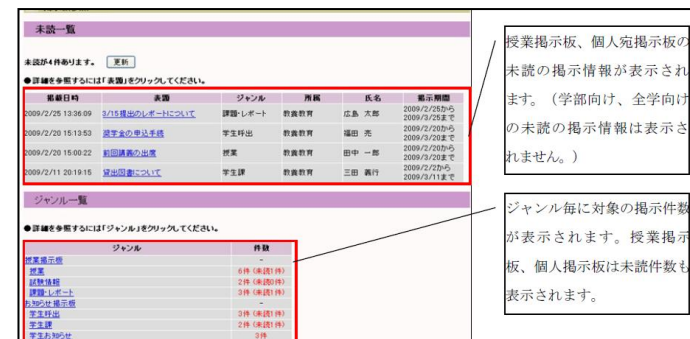 未読一覧
未読が4件あります。 更新
●詳細を参照するには「表題」をクリックしてください。
掲載日時 表題 ジャンル 所属 氏名 掲示期間
2009/2/25 13:36:09 3/15提出のレポートについて 課題・レポート 教養教育 広島 太郎 2009/2/25から 2009/3/25まで
2009/2/20 15:13:53 奨学金の申込手続 学生呼出 教養教育 福田 亮 2009/2/20から 2009/3/20まで
2009/2/20 15:00:22 前回講義の出席 授業 教養教育 田中 一郎 2009/2/20から 2009/3/20まで
2009/2/11 20:19:15 貸出図書について 学生課 教養教育 三田 義行 2009/2/2から 2009/3/11まで
ジャンル一覧
●詳細を参照するには「ジャンル」をクリックしてください。
ジャンル 件数
授業掲示板 -
授業 6件 (未読1件)
試験情報 2件 (未読0件)
課題・レポート 3件 (未読1件)
お知らせ掲示板 -
学生呼出 3件 (未読1件)
学生課 2件 (未読1件)
学生お知らせ 3件
授業掲示板、個人宛掲示板の
未読の掲示情報が表示され
ます。（学部向け、全学向け
の未読の掲示情報は表示さ
れません。）
ジャンル毎に対象の掲示件数
が表示されます。授業掲示
板、個人掲示板は未読件数も
表示されます。